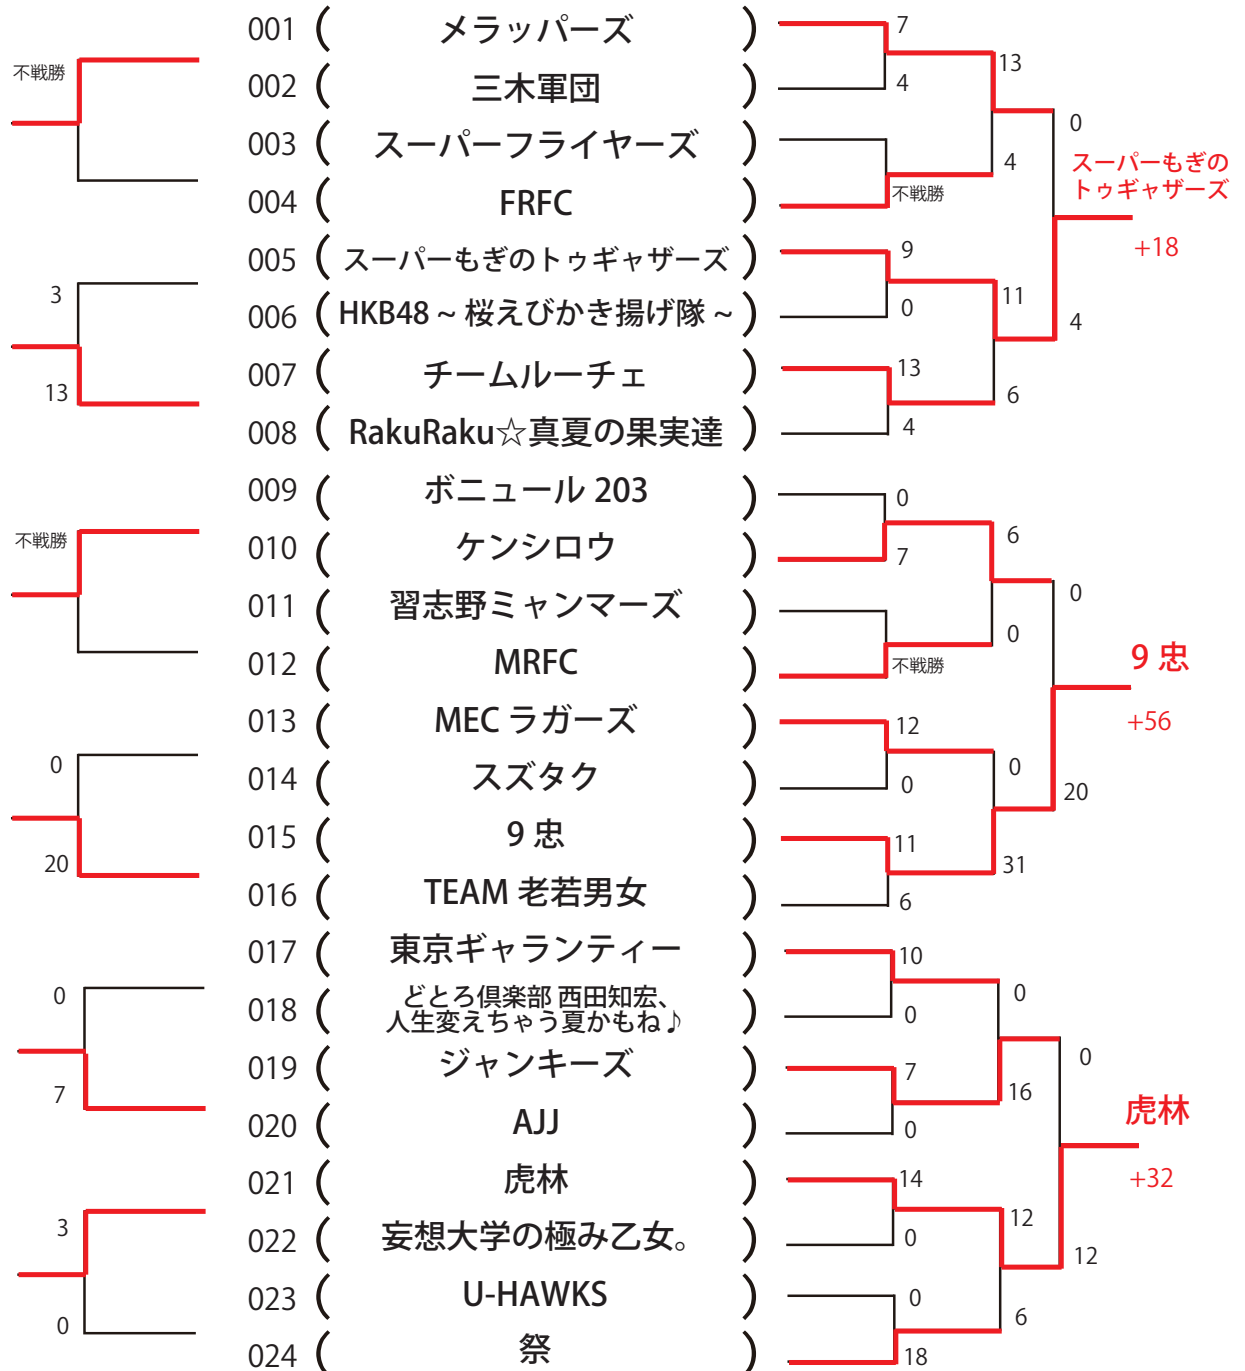 001 ( メラッパーズ )
002 ( 三木軍団 )
003 ( スーパーフライヤーズ )
004 ( FRFC )
005 ( スーパーもぎのトゥギャザーズ )
006 ( HKB48 ~ 桜えびかき揚げ隊 ~ )
007 ( チームルーチェ )
008 ( RakuRaku☆真夏の果実達 )
009 ( ボニュール 203 )
010 ( ケンシロウ )
011 ( 習志野ミャンマーズ )
012 ( MRFC )
013 ( MEC ラガーズ )
014 ( スズタク )
015 ( 9 忠 )
016 ( TEAM 老若男女 )
017 ( 東京ギャランティー )
018 ( どとろ倶楽部 西田知宏、
人生変えちゃう夏かもね♪ )
019 ( ジャンキーズ )
020 ( AJJ )
021 ( 虎林 )
022 ( 妄想大学の極み乙女。 )
023 ( U-HAWKS )
024 ( 祭 )
不戦勝
3
13
不戦勝
0
20
0
7
3
0
7
4
不戦勝
9
0
13
4
0
7
不戦勝
12
0
11
6
10
0
7
0
14
0
0
18
13
4
11
6
6
0
0
31
0
16
12
6
0
4
0
20
0
12
スーパーもぎの
トゥギャザーズ
+18
9 忠
+56
虎林
+32